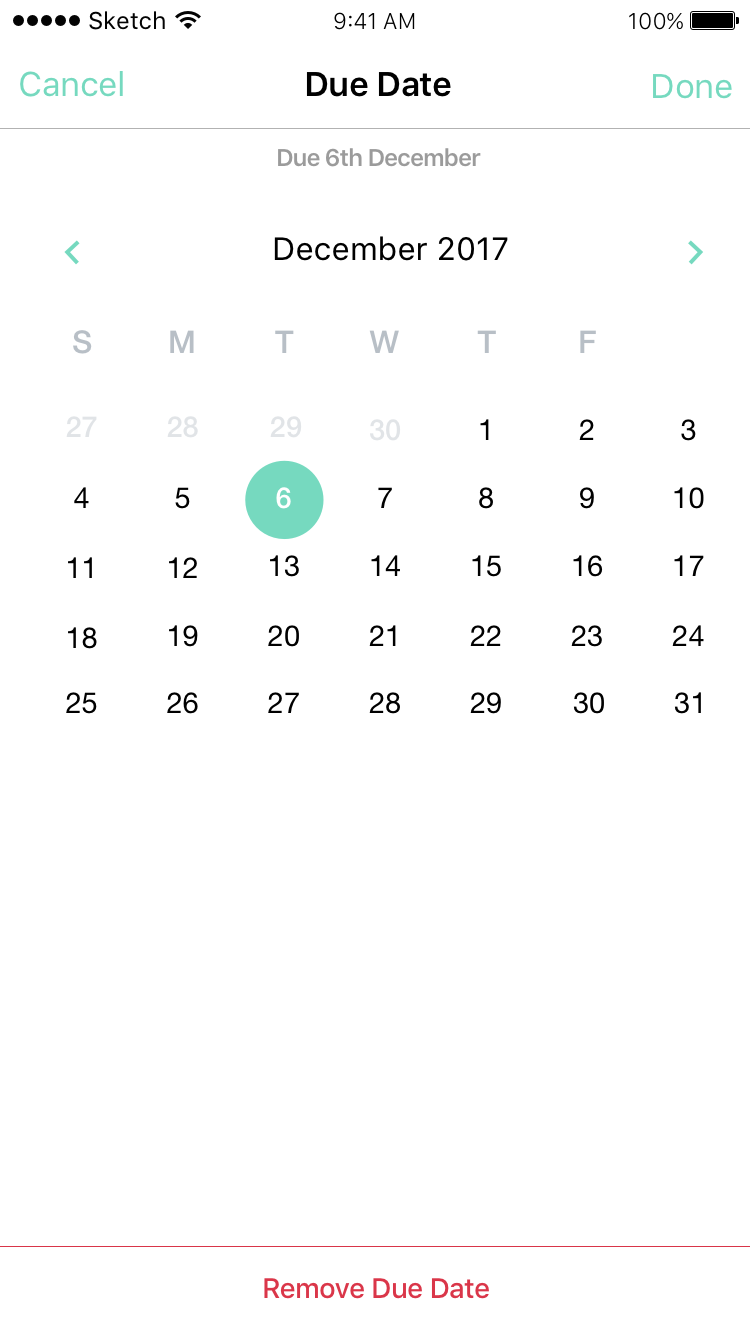 Sketch 9:41 AM 100%
Cancel Due Date Done
Due 6th December
December 2017
S M T W T F
27 28 29 30 1 2 3
4 5 6 7 8 9 10
11 12 13 14 15 16 17
18 19 20 21 22 23 24
25 26 27 28 29 30 31
Remove Due Date